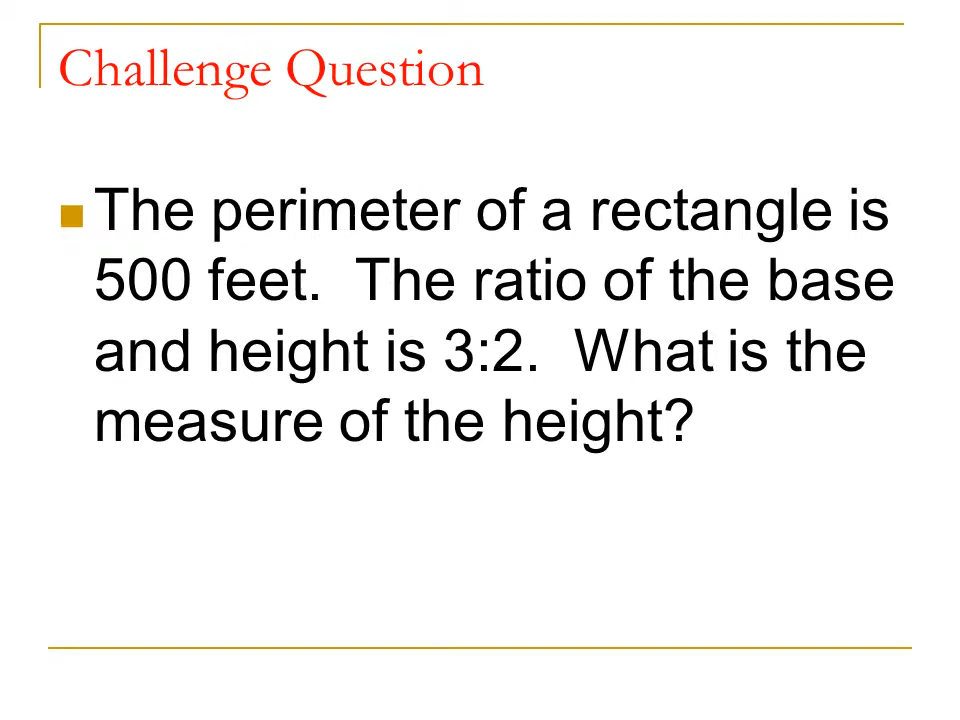 Challenge Question
The perimeter of a rectangle is
500 feet.  The ratio of the base
and height is 3:2.  What is the
measure of the height?